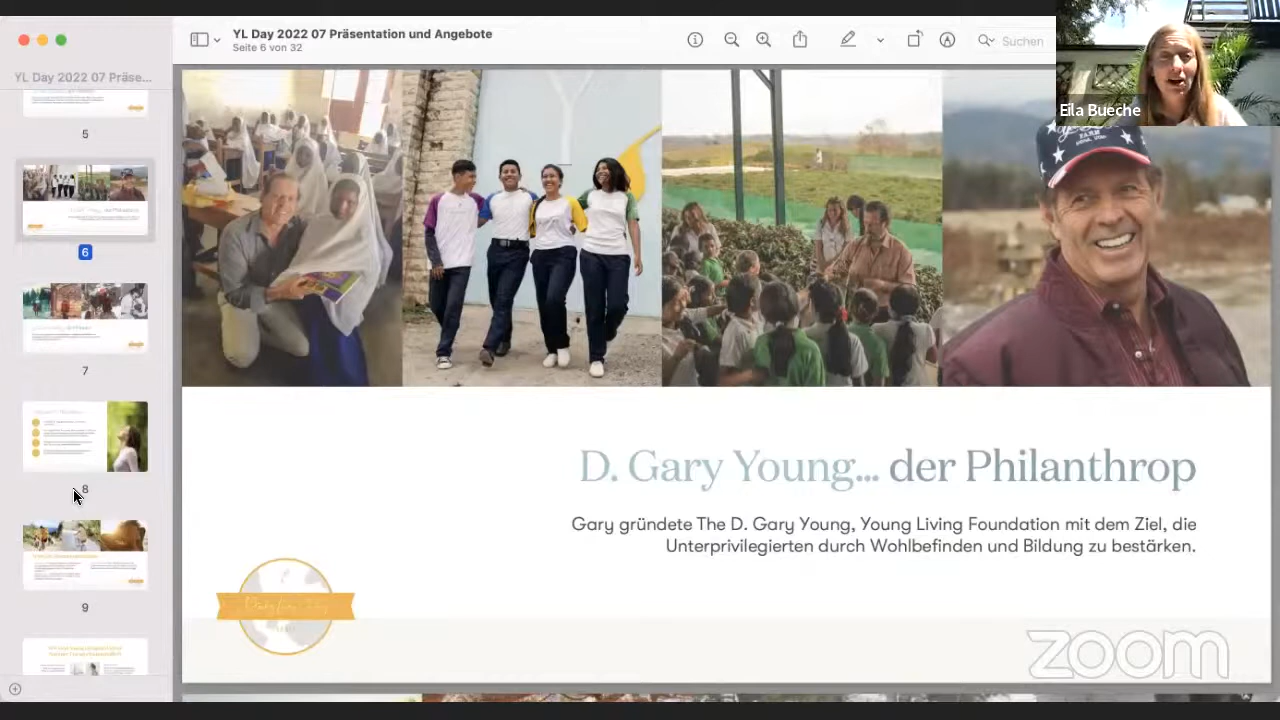 YL Day 2022 07 Präsentation und Angebote
Seite 6 von 32
Suchen
Eila Bueche
YL Day 2022 07 Präse...
5
6
7
8
9
D. Gary Young... der Philanthrop
Gary gründete The D. Gary Young, Young Living Foundation mit dem Ziel, die
Unterprivilegierten durch Wohlbefinden und Bildung zu bestärken.
zoom